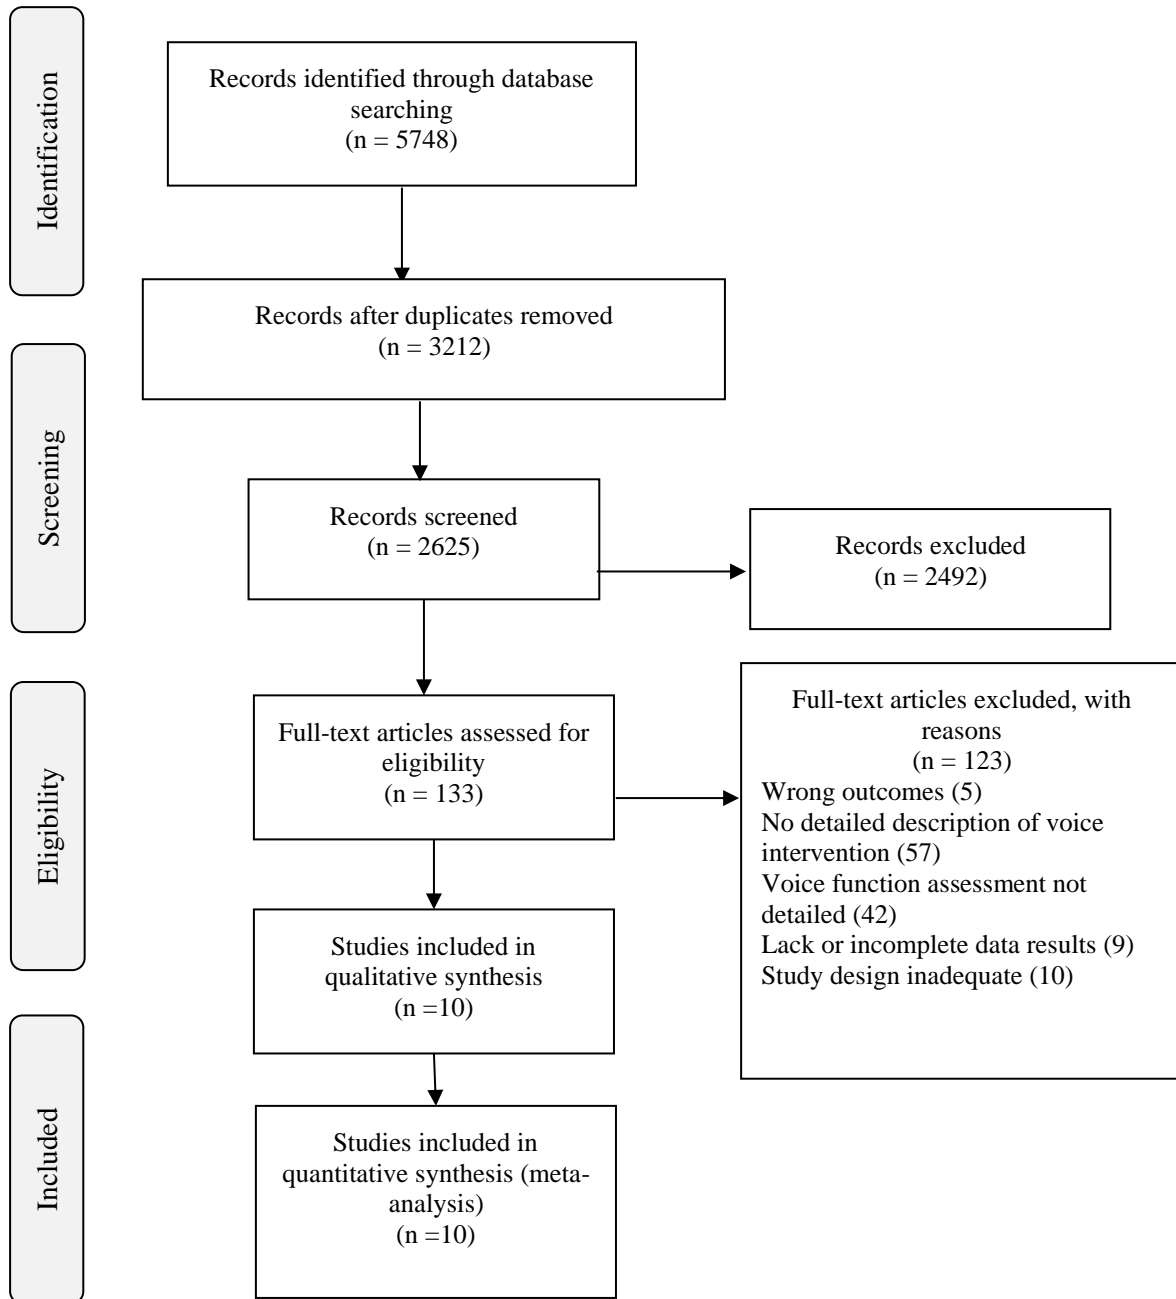 Identification
Records identified through database
searching
(n = 5748)
Records after duplicates removed
(n = 3212)
Screening
Records screened
(n = 2625)
Records excluded
(n = 2492)
Eligibility
Full-text articles assessed for
eligibility
(n = 133)
Full-text articles excluded, with
reasons
(n = 123)
Wrong outcomes (5)
No detailed description of voice
intervention (57)
Voice function assessment not
detailed (42)
Lack or incomplete data results (9)
Study design inadequate (10)
Studies included in
qualitative synthesis
(n =10)
Included
Studies included in
quantitative synthesis (meta-
analysis)
(n =10)